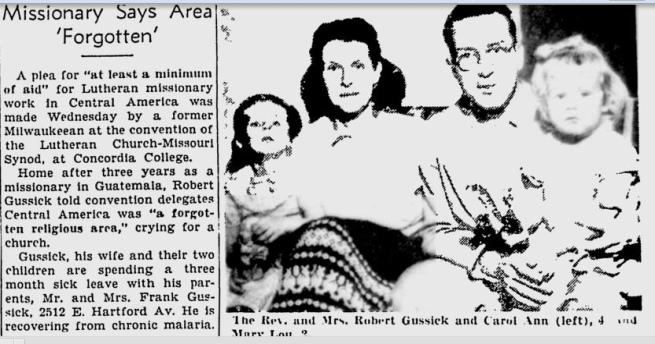 Missionary Says Area
'Forgotten'
A plea for "at least a minimum
of aid" for Lutheran missionary
work in Central America was
made Wednesday by a former
Milwaukeean at the convention of
the Lutheran Church-Missouri
Synod, at Concordia College.
Home after three years as a
missionary in Guatemala, Robert
Gussick told convention delegates
Central America was "a forgot-
ten religious area," crying for a
church.
Gussick, his wife and their two
children are spending a three
month sick leave with his par-
ents, Mr. and Mrs. Frank Gus-
sick, 2512 E. Hartford Av. He is
recovering from chronic malaria.
The Rev. and Mrs. Robert Gussick and Carol Ann (left), 4 and
Mary Lou